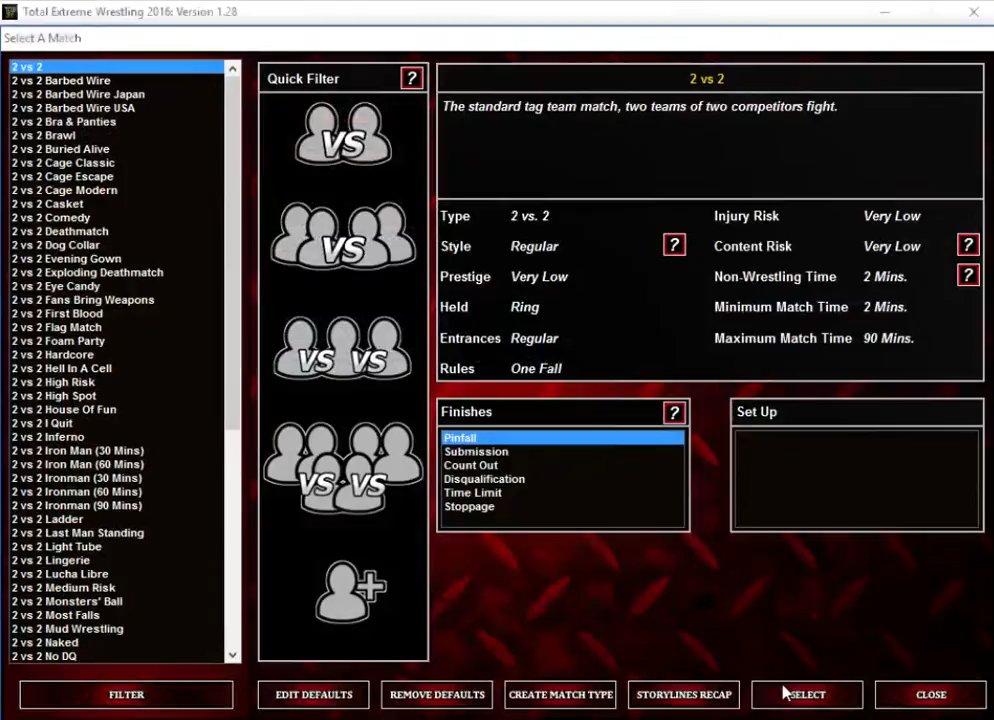 Total Extreme Wrestling 2016: Version 1.28
Select A Match
2 vs 2
2 vs 2 Barbed Wire
2 vs 2 Barbed Wire Japan
2 vs 2 Barbed Wire USA
2 vs 2 Bra & Panties
2 vs 2 Brawl
2 vs 2 Buried Alive
2 vs 2 Cage Classic
2 vs 2 Cage Escape
2 vs 2 Cage Modern
2 vs 2 Casket
2 vs 2 Comedy
2 vs 2 Deathmatch
2 vs 2 Dog Collar
2 vs 2 Evening Gown
2 vs 2 Exploding Deathmatch
2 vs 2 Eye Candy
2 vs 2 Fans Bring Weapons
2 vs 2 First Blood
2 vs 2 Flag Match
2 vs 2 Foam Party
2 vs 2 Hardcore
2 vs 2 Hell In A Cell
2 vs 2 High Risk
2 vs 2 High Spot
2 vs 2 House Of Fun
2 vs 2 I Quit
2 vs 2 Inferno
2 vs 2 Iron Man (30 Mins)
2 vs 2 Iron Man (60 Mins)
2 vs 2 Ironman (30 Mins)
2 vs 2 Ironman (60 Mins)
2 vs 2 Ironman (90 Mins)
2 vs 2 Ladder
2 vs 2 Last Man Standing
2 vs 2 Light Tube
2 vs 2 Lingerie
2 vs 2 Lucha Libre
2 vs 2 Medium Risk
2 vs 2 Monsters' Ball
2 vs 2 Most Falls
2 vs 2 Mud Wrestling
2 vs 2 Naked
2 vs 2 No DQ
Quick Filter ?
VS
VS
VS VS
VS VS
2 vs 2
The standard tag team match, two teams of two competitors fight.
Type 2 vs. 2 Injury Risk Very Low
Style Regular ? Content Risk Very Low ?
Prestige Very Low Non-Wrestling Time 2 Mins. ?
Held Ring Minimum Match Time 2 Mins.
Entrances Regular Maximum Match Time 90 Mins.
Rules One Fall
Finishes ?
Pinfall
Submission
Count Out
Disqualification
Time Limit
Stoppage
Set Up
FILTER EDIT DEFAULTS REMOVE DEFAULTS CREATE MATCH TYPE STORYLINES RECAP SELECT CLOSE